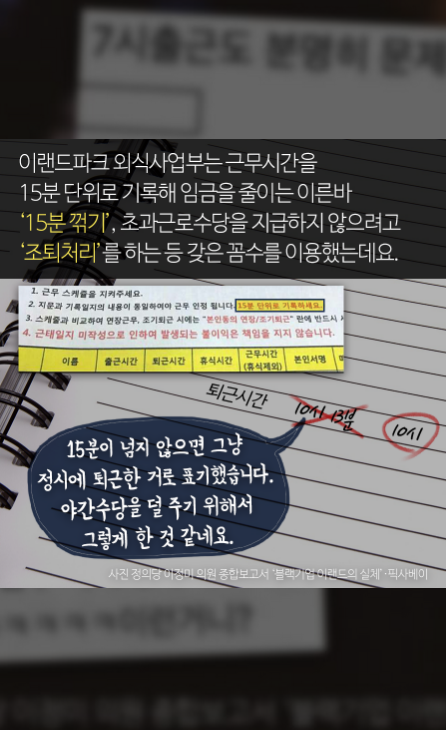 7시출근도 분명히 문제
이랜드파크 외식사업부는 근무시간을
15분 단위로 기록해 임금을 줄이는 이른바
‘15분 꺾기’, 초과근로수당을 지급하지 않으려고
‘조퇴처리’를 하는 등 갖은 꼼수를 이용했는데요.
1. 근무 스케줄을 지켜주세요.
2. 지문과 기록일지의 내용이 동일하여야 근무 인정 됩니다. 15분 단위로 기록하세요.
3. 스케줄과 비교하여 연장근무, 조기퇴근 시에는 "본인동의 연장/조기퇴근" 란에 반드시
4. 근태일지 미작성으로 인하여 발생되는 불이익은 책임을 지지 않습니다.
이름 출근시간 퇴근시간 휴식시간 근무시간 (휴식제외) 본인서명
퇴근시간 10시 13분 10시
15분이 넘지 않으면 그냥
정시에 퇴근한 거로 표기했습니다.
야간수당을 덜 주기 위해서
그렇게 한 것 같네요.
사진 정의당 이정미 의원 종합보고서 ‘블랙기업 이랜드의 실체’·픽사베이